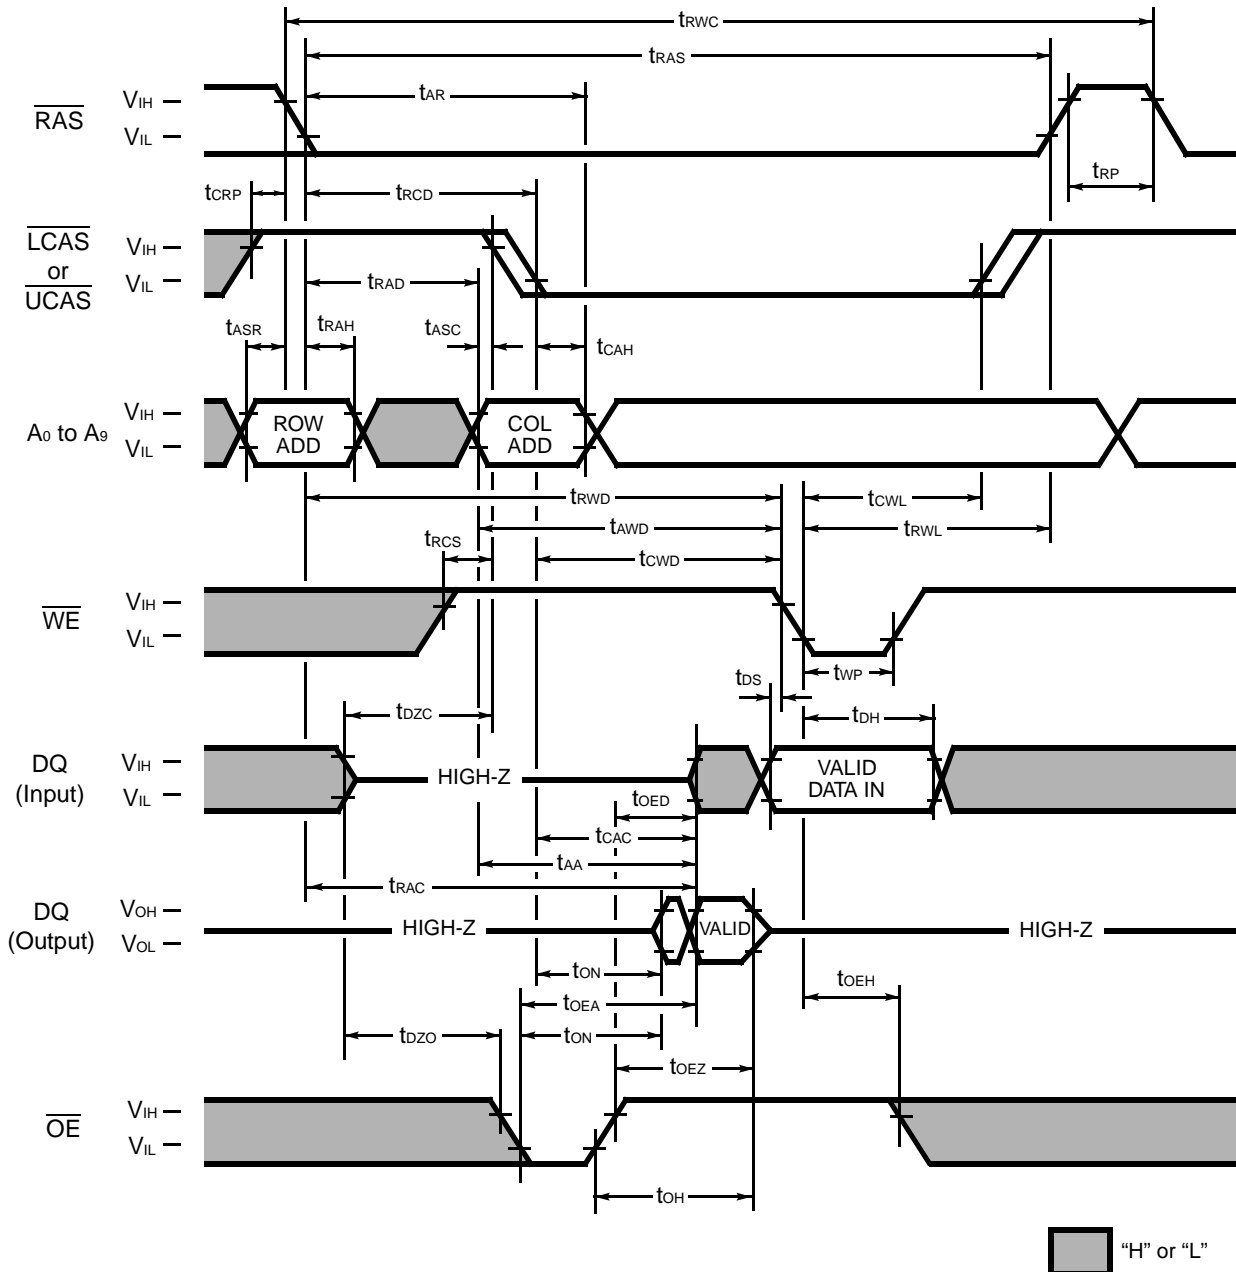 tRWC
tRAS
tAR
RAS
VIH
VIL
tCRP
tRCD
tRP
LCAS
or
UCAS
VIH
VIL
tRAD
tASR
tRAH
tASC
tCAH
A0 to A9
VIH
VIL
ROW
ADD
COL
ADD
tRWD
tCWL
tAWD
tRWL
tRCS
tCWD
WE
VIH
VIL
tWP
tDS
tDZC
tDH
DQ
(Input)
VIH
VIL
HIGH-Z
VALID
DATA IN
tOED
tCAC
tAA
tRAC
DQ
(Output)
VOH
VOL
HIGH-Z
VALID
HIGH-Z
tON
tOEH
tOEA
tDZO
tON
tOEZ
OE
VIH
VIL
tOH
“H” or “L”